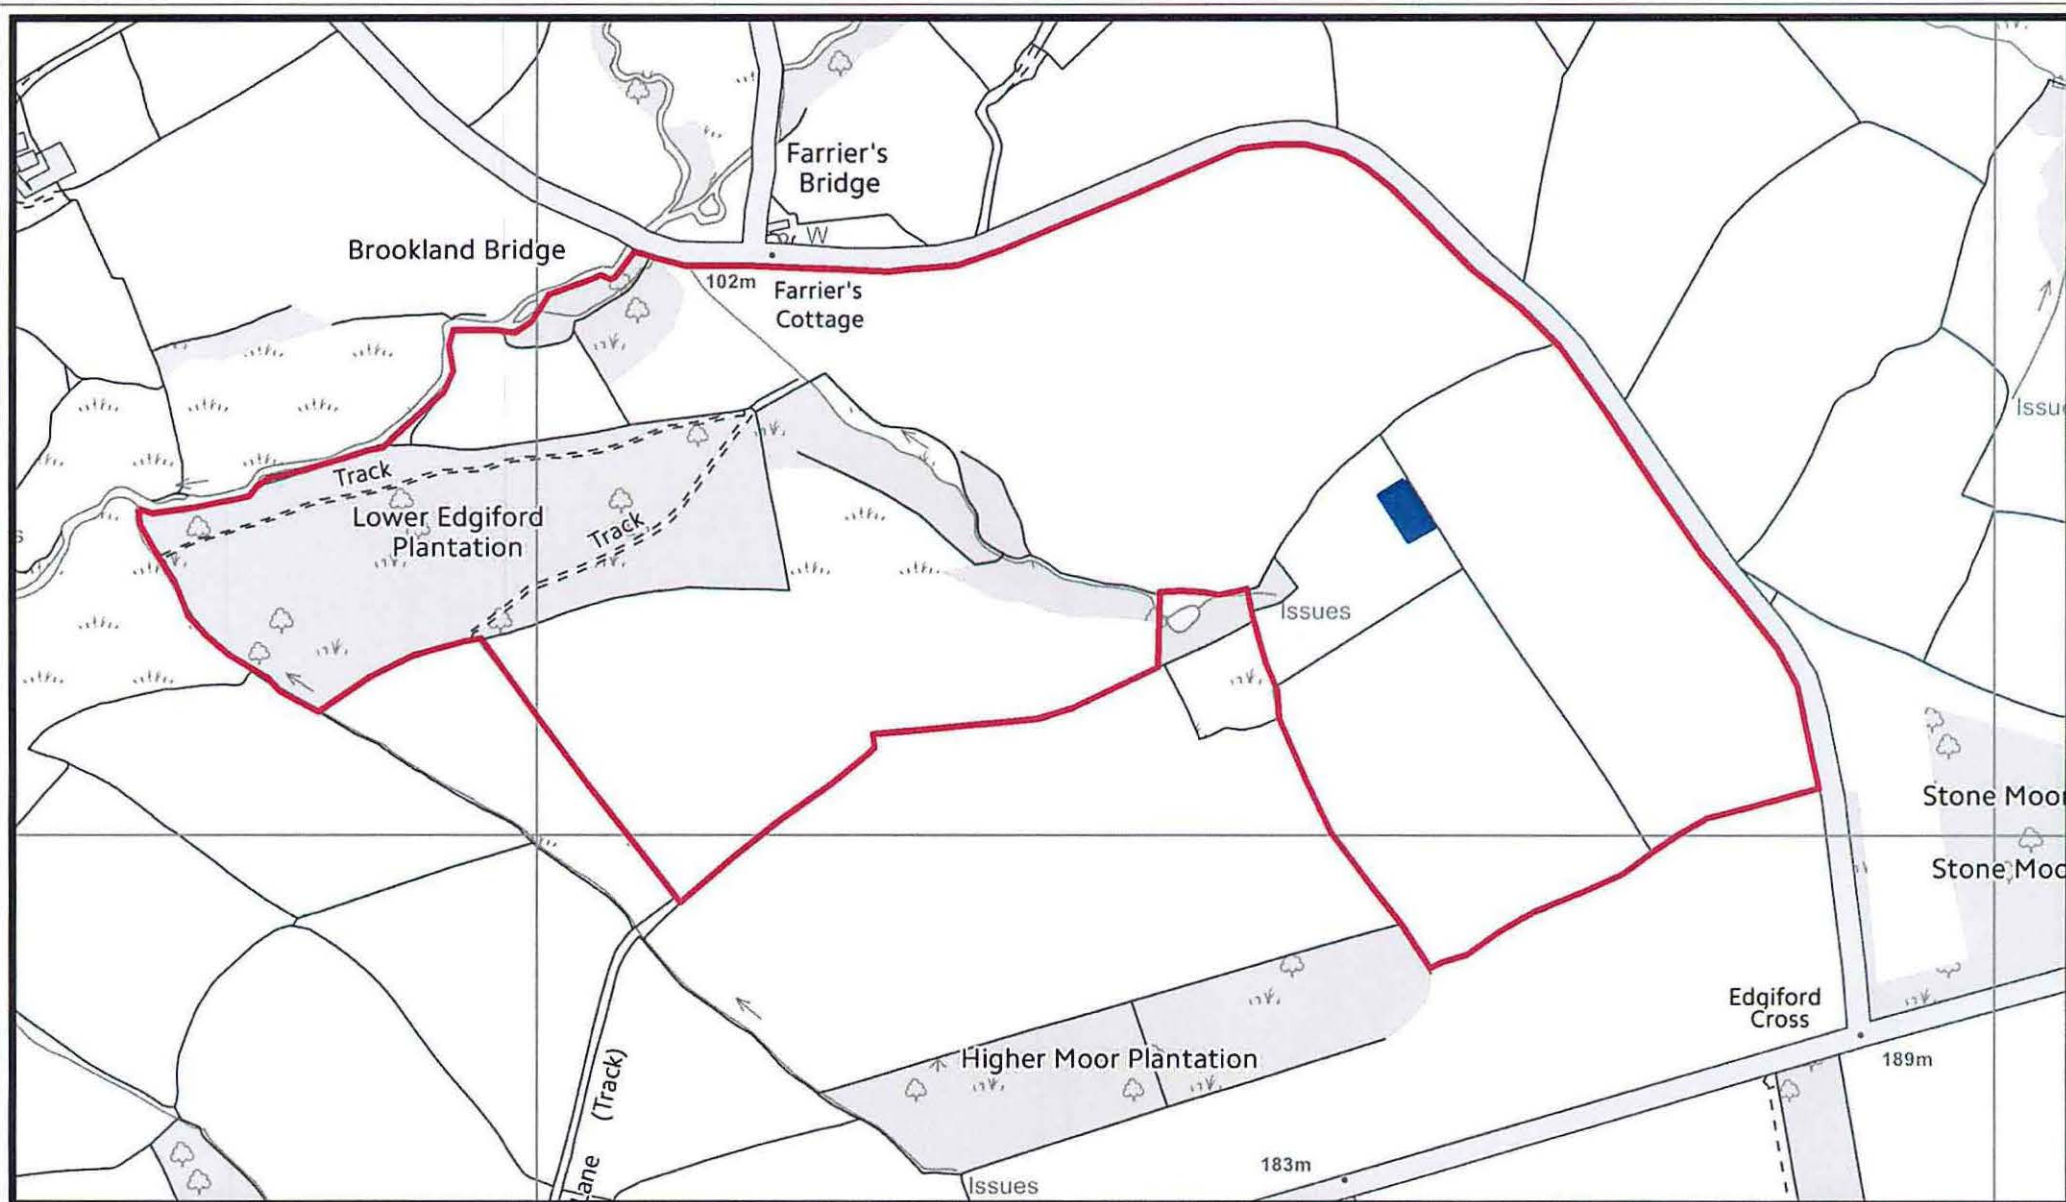 Farrier's
Bridge
W
Brookland Bridge
102m
Farrier's
Cottage
Track
Lower Edgiford
Plantation
Track
Issues
Issu
Stone Moor
Stone Moo
Edgiford
Cross
189m
Higher Moor Plantation
(Track)
Lane
183m
Issues